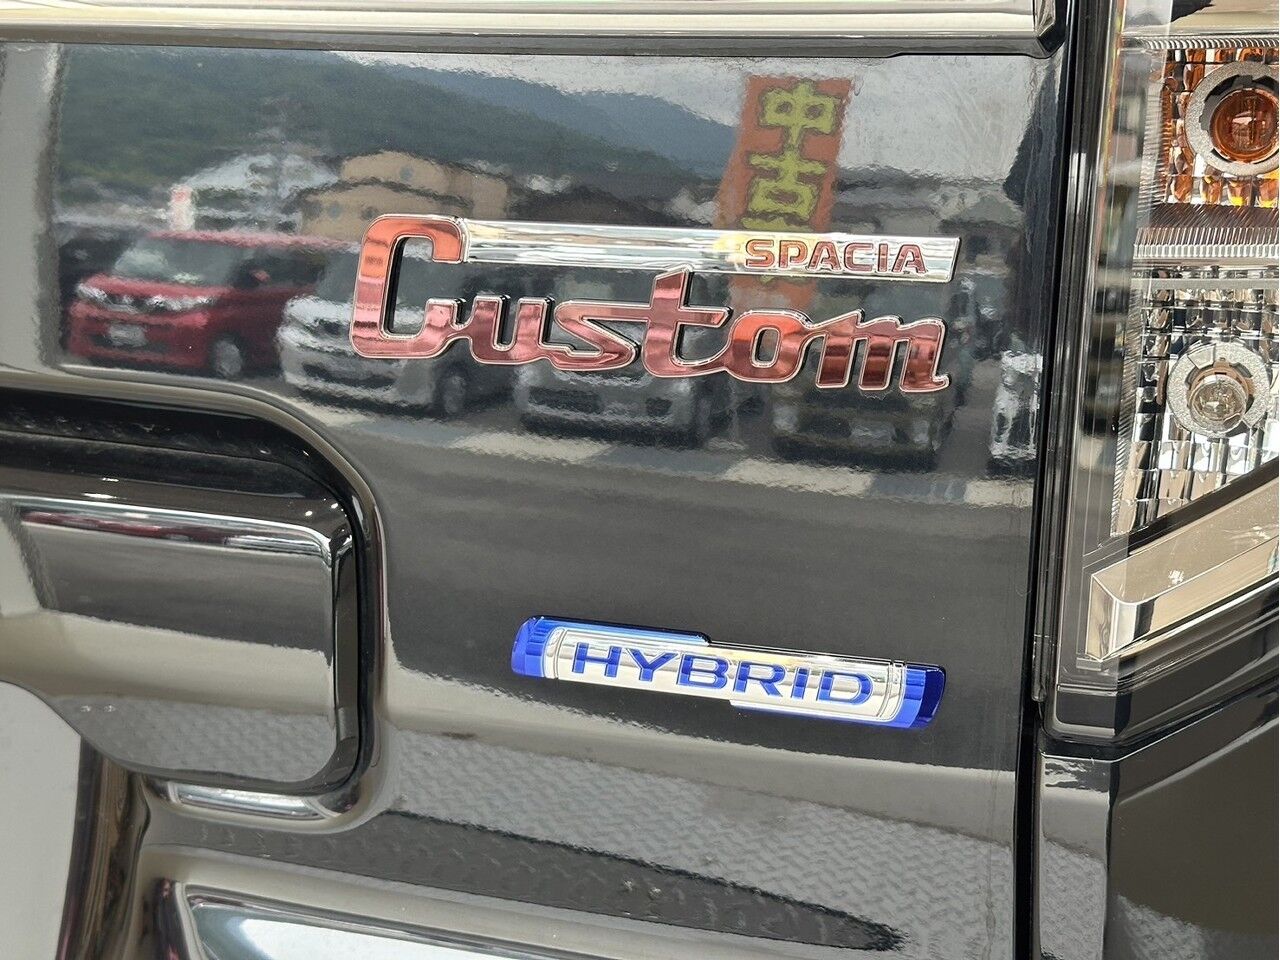 中古
SPACIA
Custom
HYBRID